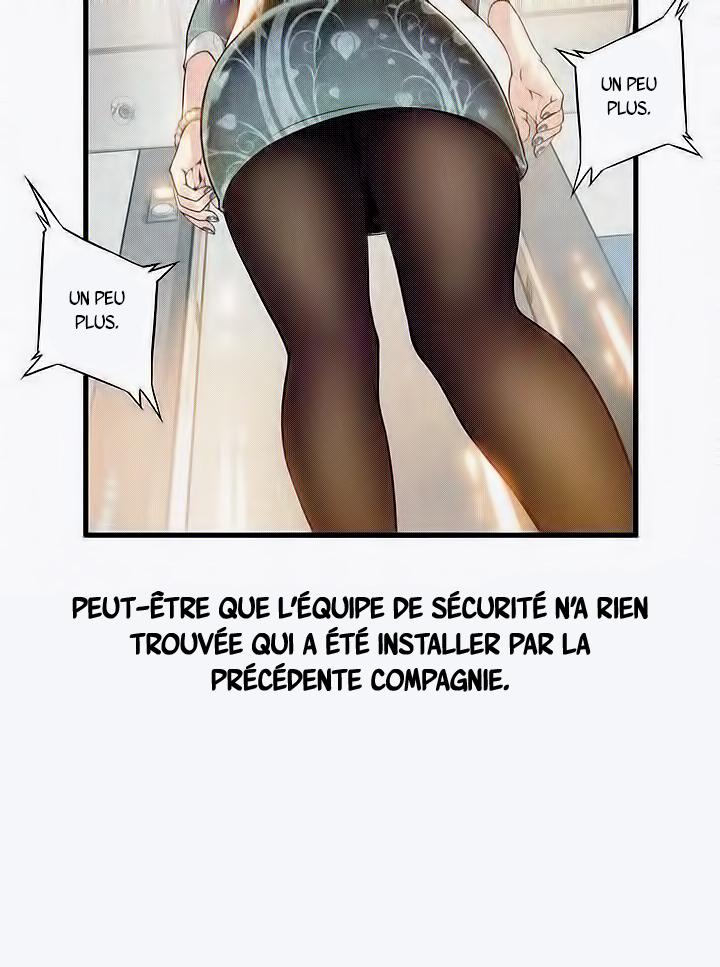 UN PEU
PLUS.
UN PEU
PLUS.
PEUT-ÊTRE QUE L'ÉQUIPE DE SÉCURITÉ N'A RIEN
TROUVÉE QUI A ÉTÉ INSTALLER PAR LA
PRÉCÉDENTE COMPAGNIE.